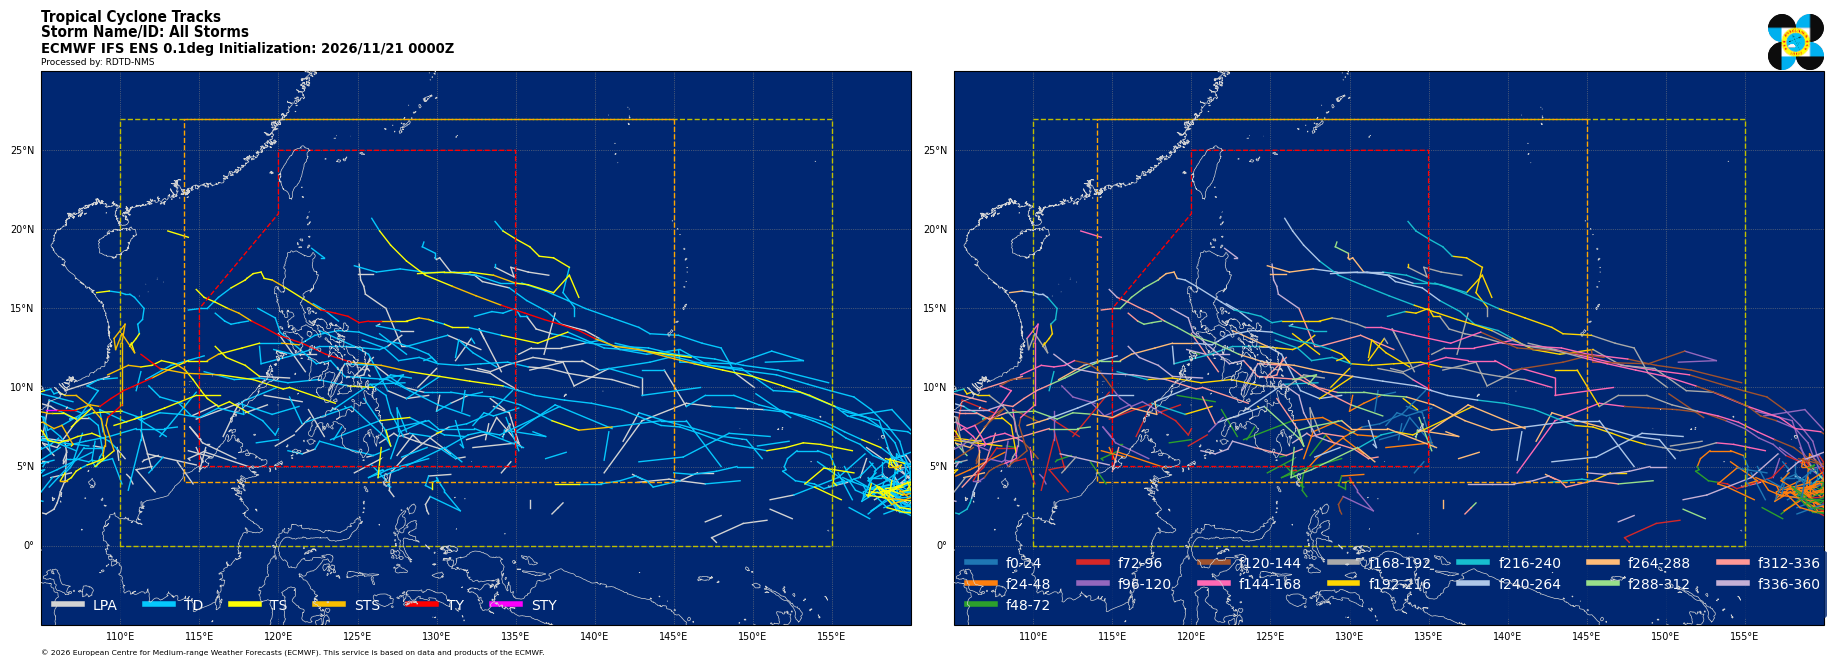 Tropical Cyclone Tracks
Storm Name/ID: All Storms
ECMWF IFS ENS 0.1deg Initialization: 2026/11/21 0000Z
Processed by: RDTD-NMS
25°N
20°N
15°N
10°N
5°N
0°
LPA TD TS STS TY STY
110°E 115°E 120°E 125°E 130°E 135°E 140°E 145°E 150°E 155°E
25°N
20°N
15°N
10°N
5°N
0°
f0-24 f72-96 f120-144 f168-192 f216-240 f264-288 f312-336
f24-48 f96-120 f144-168 f192-216 f240-264 f288-312 f336-360
f48-72
110°E 115°E 120°E 125°E 130°E 135°E 140°E 145°E 150°E 155°E
© 2026 European Centre for Medium-range Weather Forecasts (ECMWF). This service is based on data and products of the ECMWF.